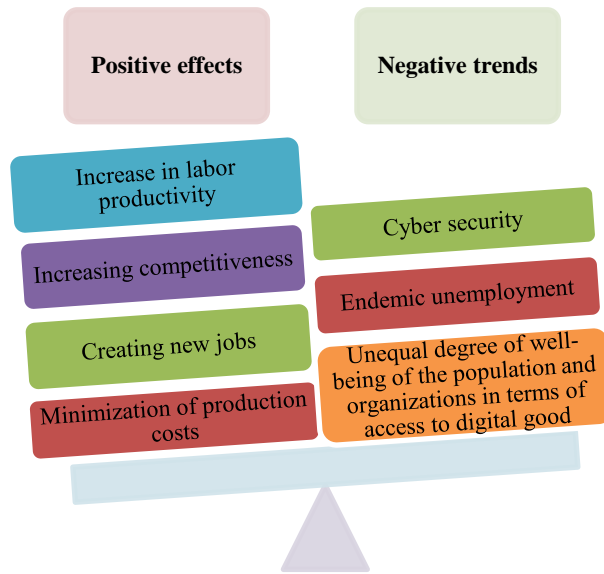 Positive effects
Negative trends
Increase in labor
productivity
Increasing competitiveness
Creating new jobs
Minimization of production
costs
Cyber security
Endemic unemployment
Unequal degree of well-
being of the population and
organizations in terms of
access to digital good